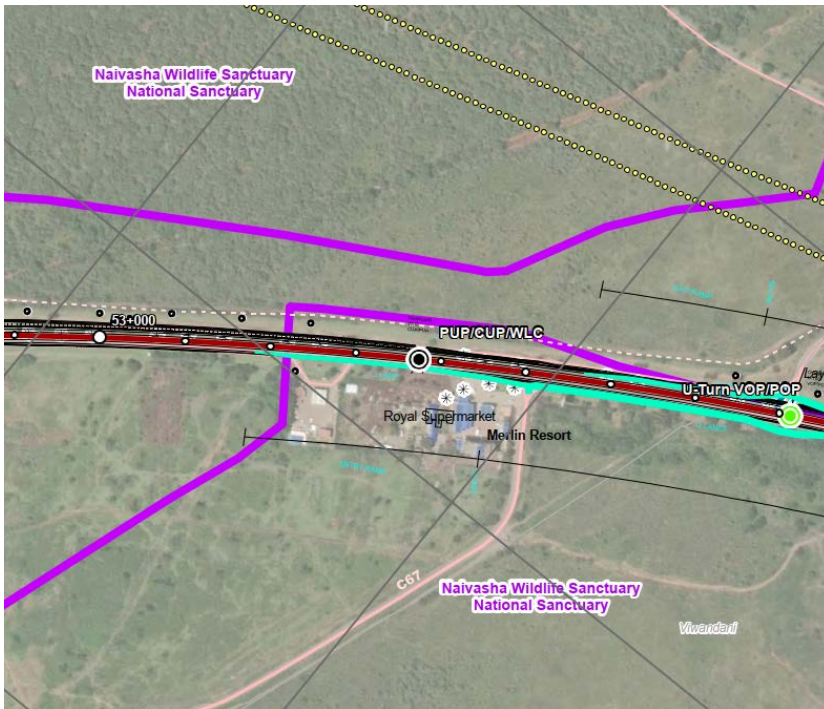 Naivasha Wildlife Sanctuary
National Sanctuary
53+000
PUP/CUP/WLC
U-Turn VOP/POP
Lay
Royal Supermarket
Merlin Resort
C67
Naivasha Wildlife Sanctuary
National Sanctuary
Viwandani